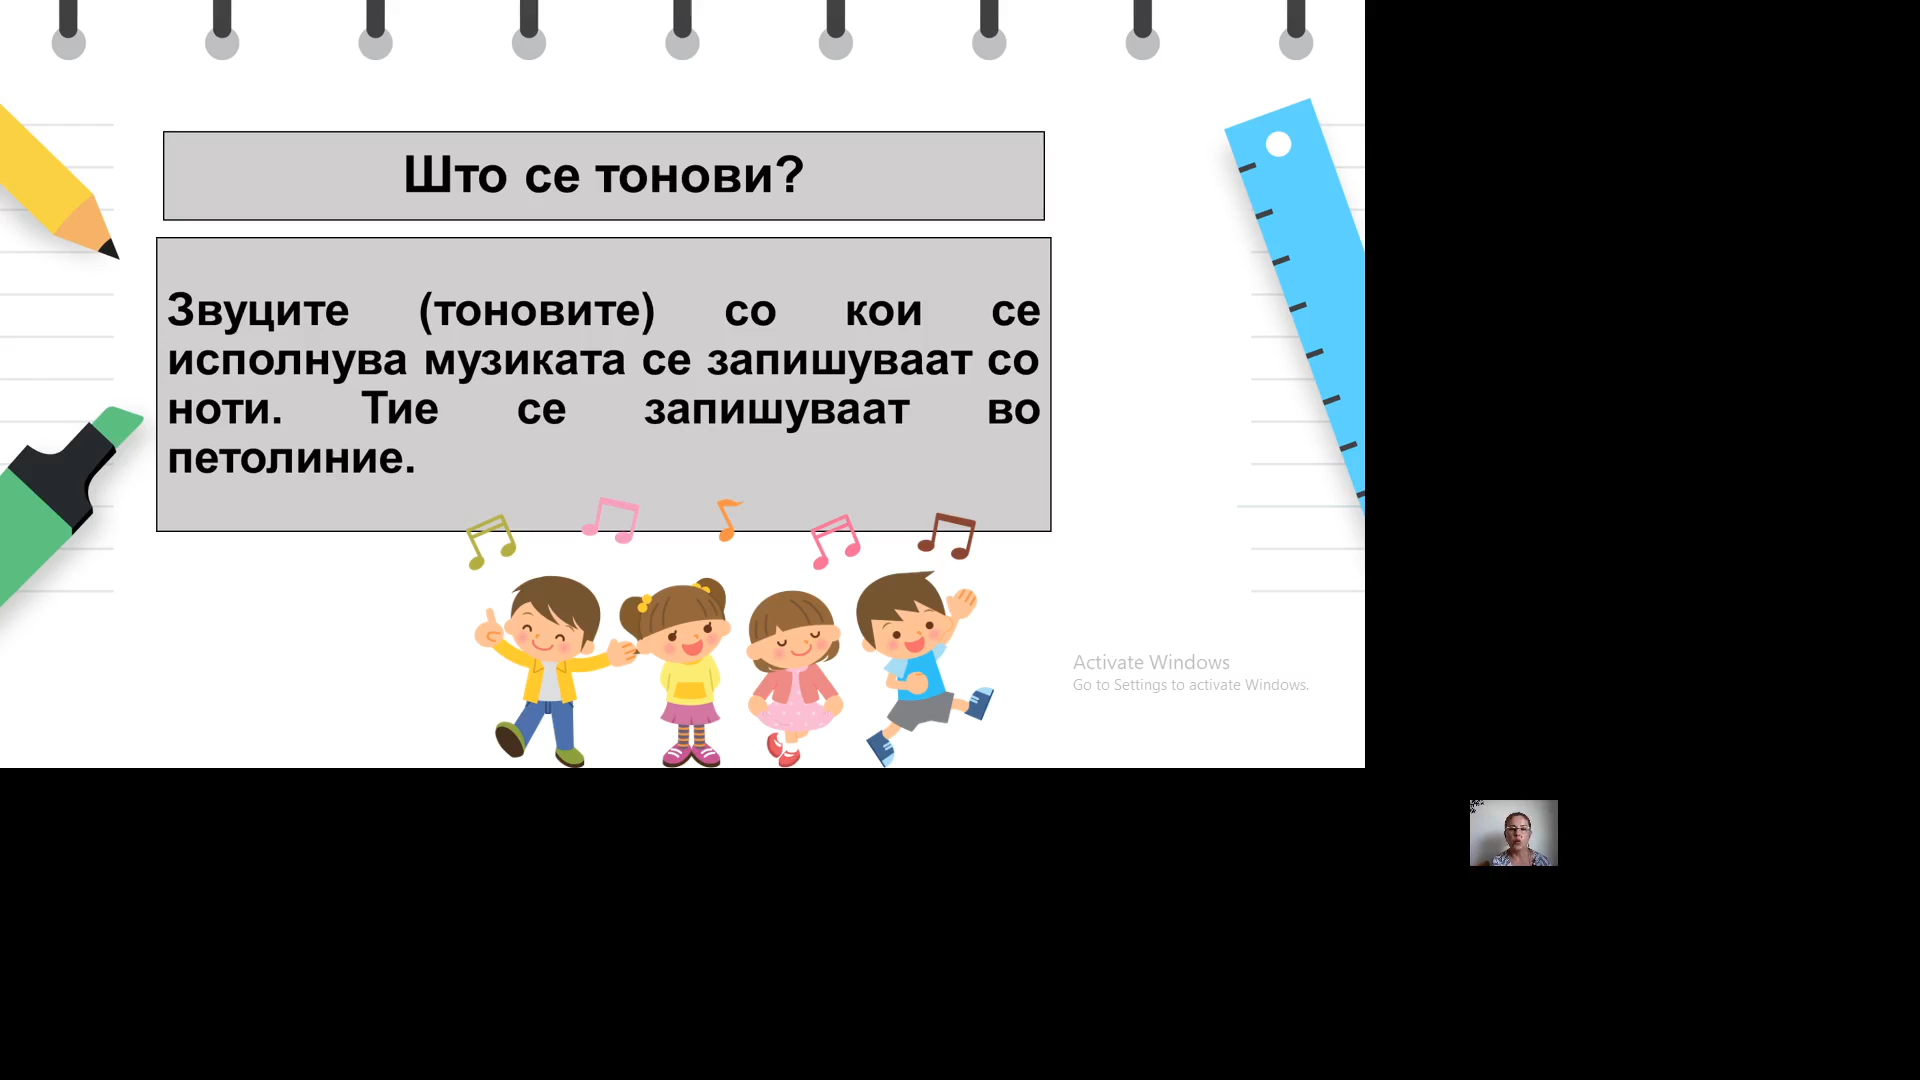 Што се тонови?
Звуците (тоновите) со кои се
исполнува музиката се запишуваат со
ноти. Тие се запишуваат во
петолиние.
Activate Windows
Go to Settings to activate Windows.